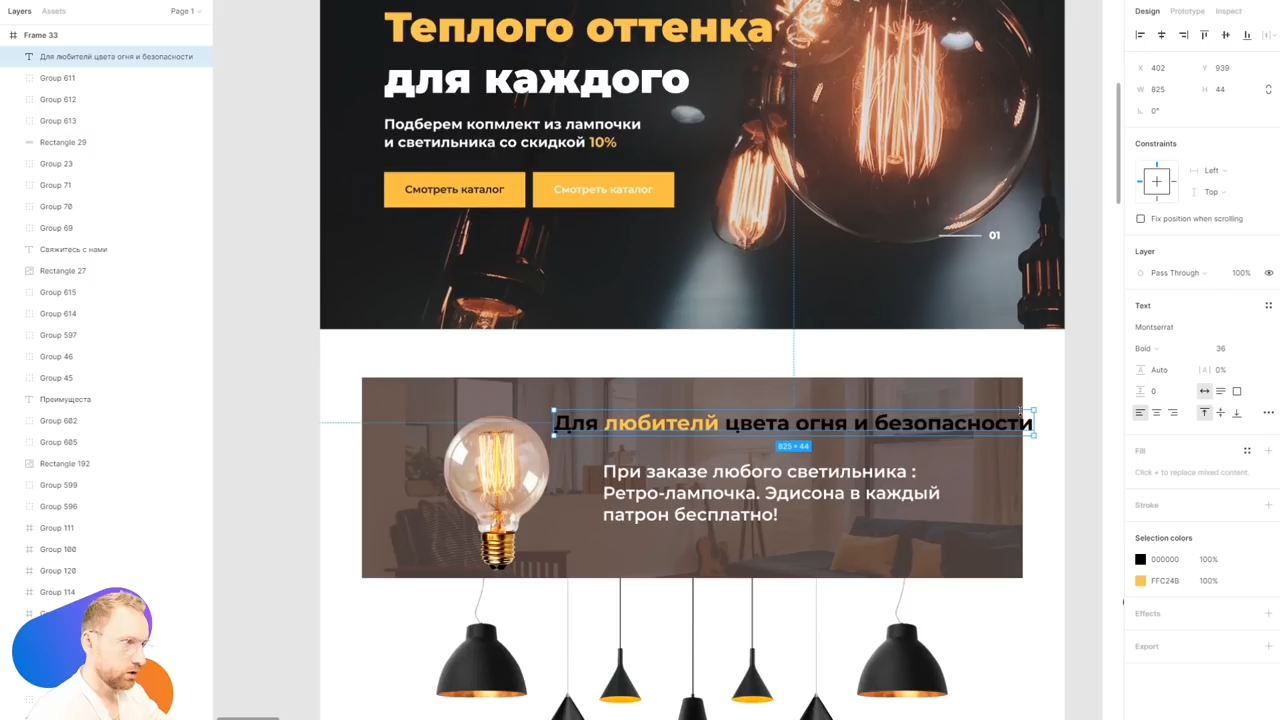 Layers
Assets
Page 1
Frame 33
Для любителй цвета огня и безопасности
Group 611
Group 612
Group 613
Rectangle 29
Group 23
Group 71
Group 70
Group 69
Свяжитесь с нами
Rectangle 27
Group 615
Group 614
Group 597
Group 46
Group 45
Преимуществa
Group 602
Group 605
Rectangle 192
Group 599
Group 596
Group 111
Group 100
Group 120
Group 114
Теплого оттенка
для каждого
Подберем копмлект из лампочки
и светильника со скидкой 10%
Смотреть каталог
Смотреть каталог
01
Для любителй цвета огня и безопасности
825 × 44
При заказе любого светильника :
Ретро-лампочка. Эдисона в каждый
патрон бесплатно!
Design
Prototype
Inspect
X 402
Y 939
W 825
H 44
0°
Constraints
Left
Top
Fix position when scrolling
Layer
Pass Through
100%
Text
Montserrat
Bold
36
Auto
0%
0
Fill
Click + to replace mixed content.
Stroke
Selection colors
000000 100%
FFC24B 100%
Effects
Export